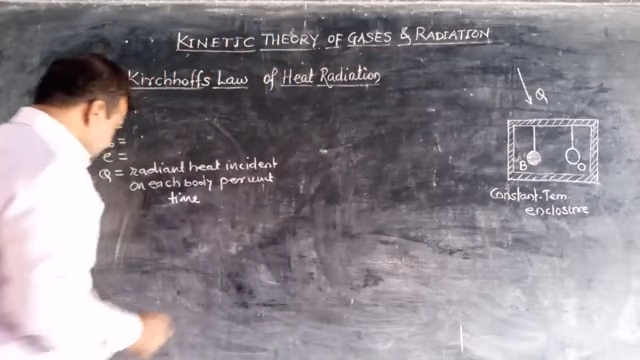 KINETIC THEORY OF GASES & RADIATION
Kirchhoffs Law of Heat Radiation
Q
=
e =
Q = radiant heat incident
on each body per unit
time
B
O
Constant-Tem
enclosure